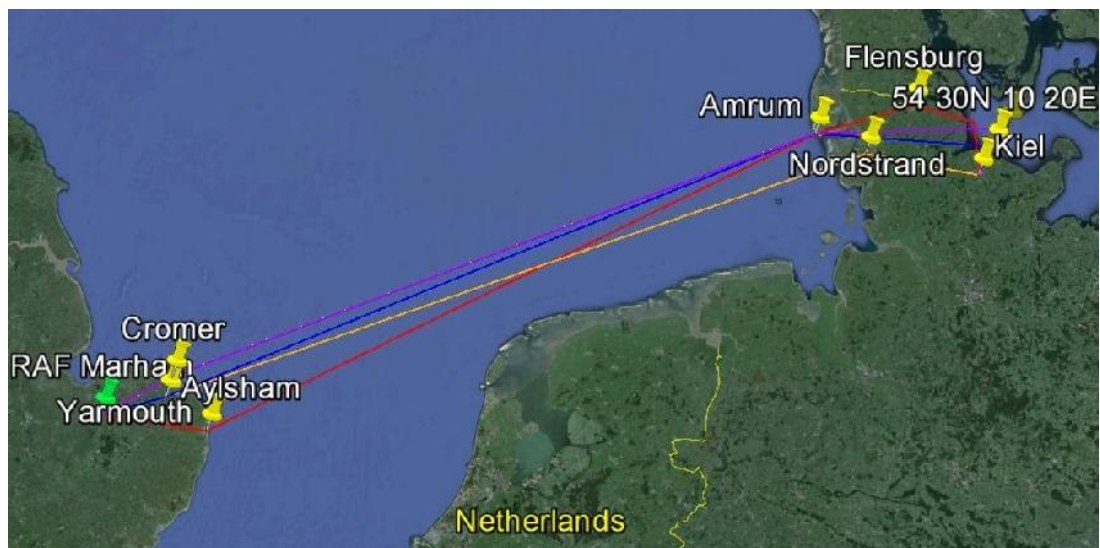 Flensburg
54 30N 10 20E
Amrum
Kiel
Nordstrand
Cromer
RAF Marham
Aylsham
Yarmouth
Netherlands